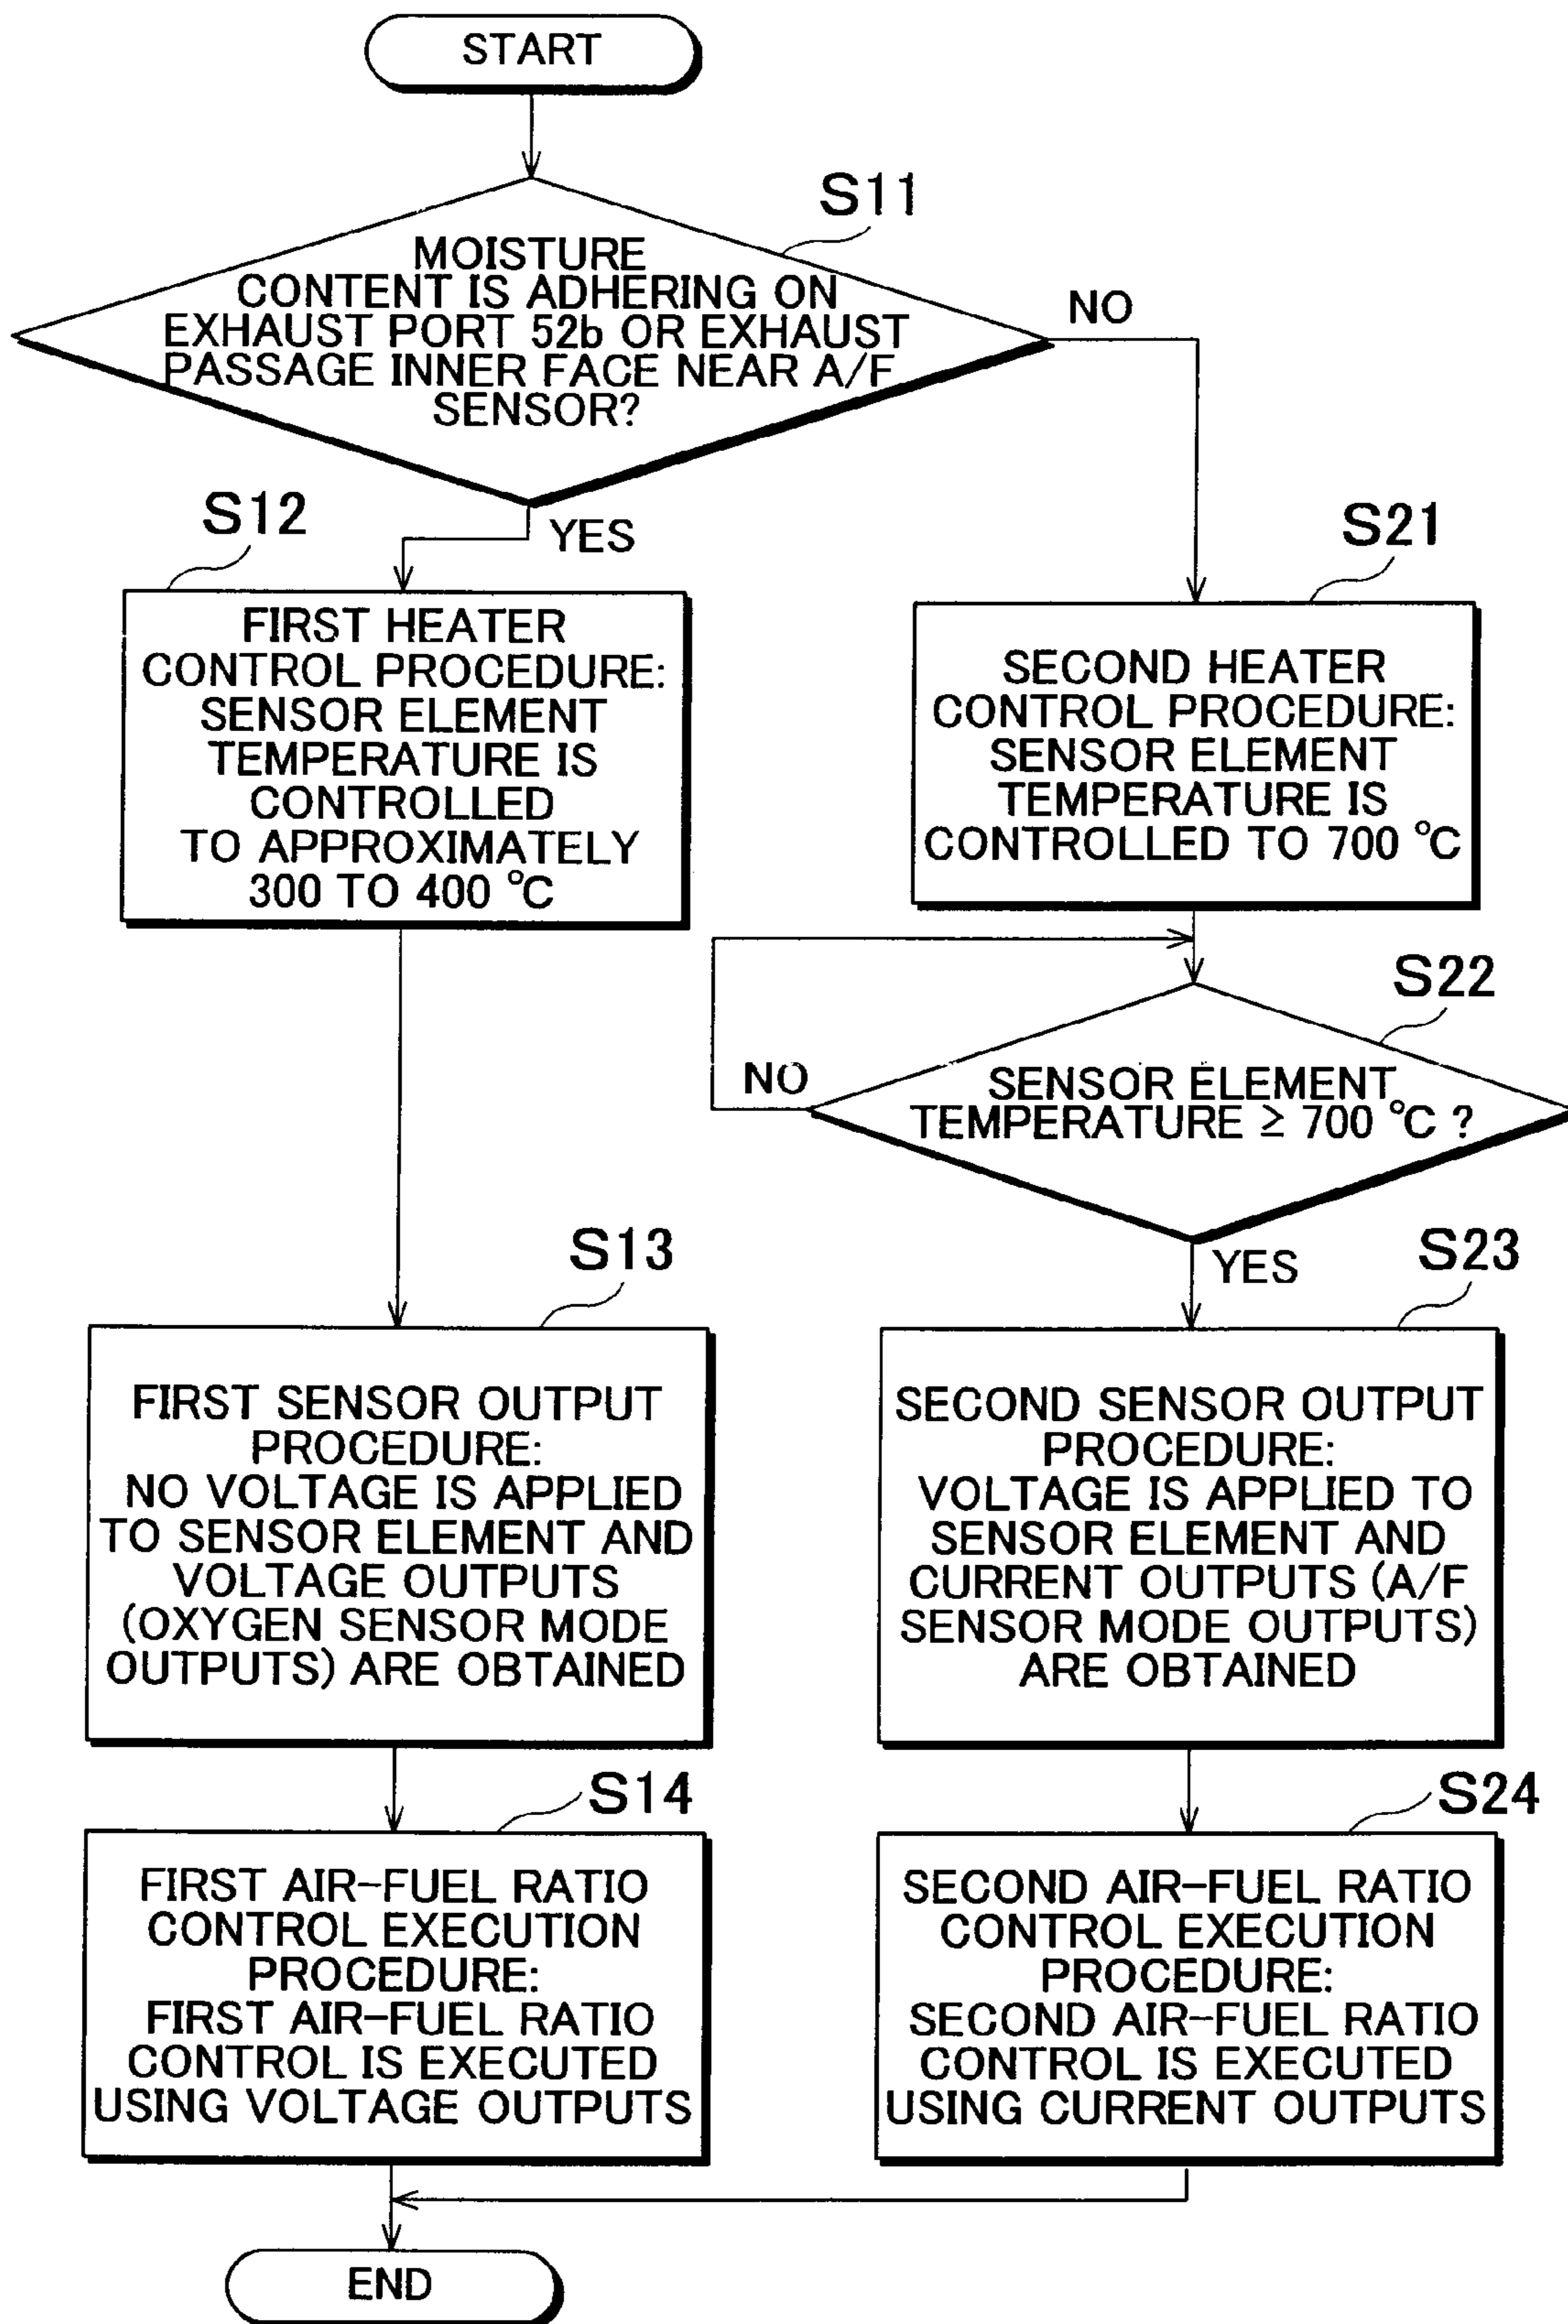 START
S11
MOISTURE
CONTENT IS ADHERING ON
EXHAUST PORT 52b OR EXHAUST
PASSAGE INNER FACE NEAR A/F
SENSOR?
NO
YES
S12
FIRST HEATER
CONTROL PROCEDURE:
SENSOR ELEMENT
TEMPERATURE IS
CONTROLLED
TO APPROXIMATELY
300 TO 400 °C
S21
SECOND HEATER
CONTROL PROCEDURE:
SENSOR ELEMENT
TEMPERATURE IS
CONTROLLED TO 700 °C
S22
NO
SENSOR ELEMENT
TEMPERATURE ≥ 700 °C ?
YES
S13
FIRST SENSOR OUTPUT
PROCEDURE:
NO VOLTAGE IS APPLIED
TO SENSOR ELEMENT AND
VOLTAGE OUTPUTS
(OXYGEN SENSOR MODE
OUTPUTS) ARE OBTAINED
S23
SECOND SENSOR OUTPUT
PROCEDURE:
VOLTAGE IS APPLIED TO
SENSOR ELEMENT AND
CURRENT OUTPUTS (A/F
SENSOR MODE OUTPUTS)
ARE OBTAINED
S14
FIRST AIR-FUEL RATIO
CONTROL EXECUTION
PROCEDURE:
FIRST AIR-FUEL RATIO
CONTROL IS EXECUTED
USING VOLTAGE OUTPUTS
S24
SECOND AIR-FUEL RATIO
CONTROL EXECUTION
PROCEDURE:
SECOND AIR-FUEL RATIO
CONTROL IS EXECUTED
USING CURRENT OUTPUTS
END